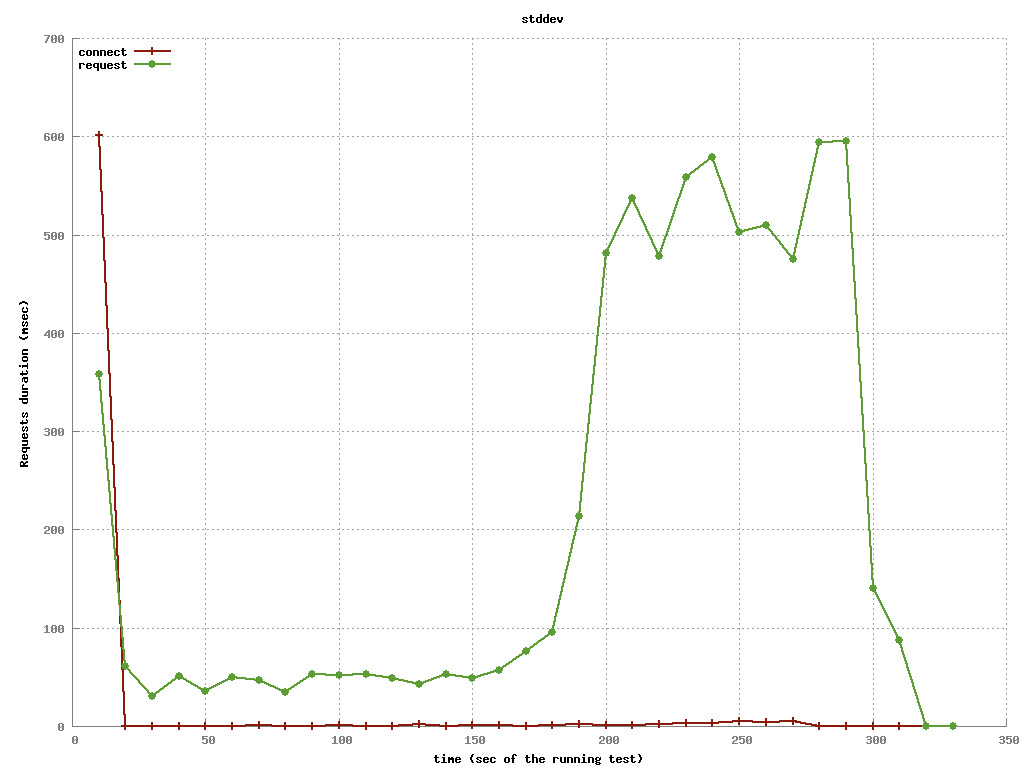 stddev
700
connect
request
600
500
400
300
200
100
0
Requests duration (msec)
0 50 100 150 200 250 300 350
time (sec of the running test)